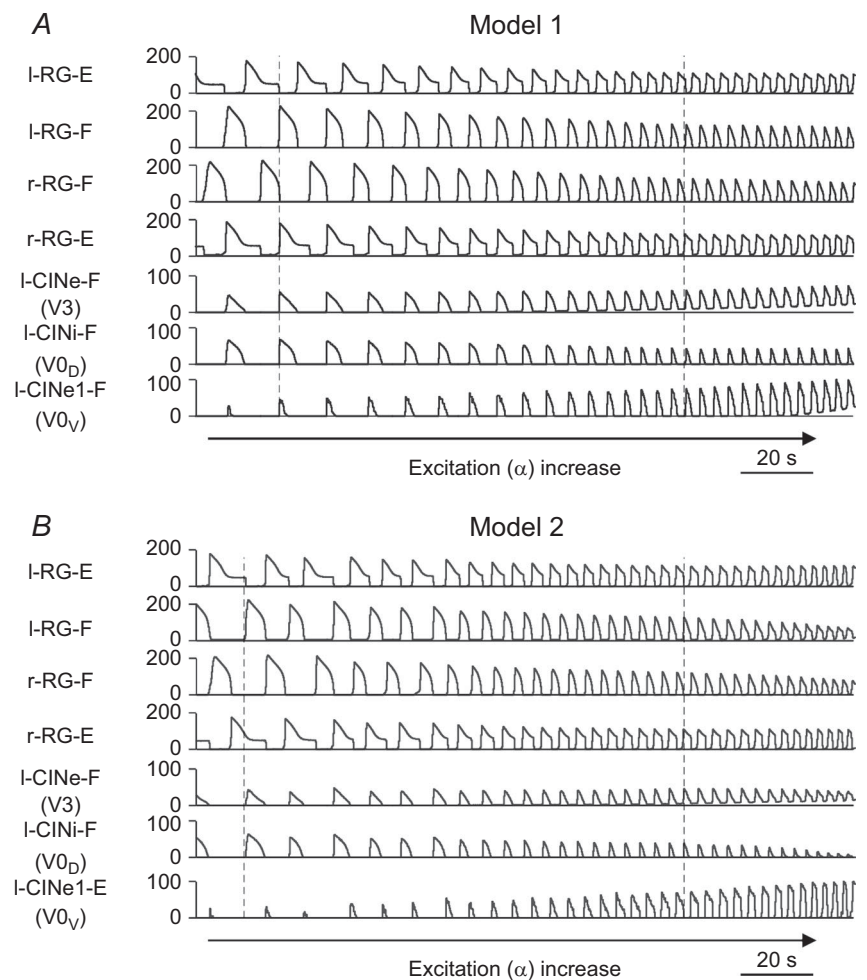 A Model 1
l-RG-E 200 0
l-RG-F 200 0
r-RG-F 200 0
r-RG-E 200 0
l-CINe-F (V3) 100 0
l-CINi-F (V0D) 100 0
l-CINe1-F (V0V) 100 0
Excitation (α) increase
20 s
B Model 2
l-RG-E 200 0
l-RG-F 200 0
r-RG-F 200 0
r-RG-E 200 0
l-CINe-F (V3) 100 0
l-CINi-F (V0D) 100 0
l-CINe1-E (V0V) 100 0
Excitation (α) increase
20 s